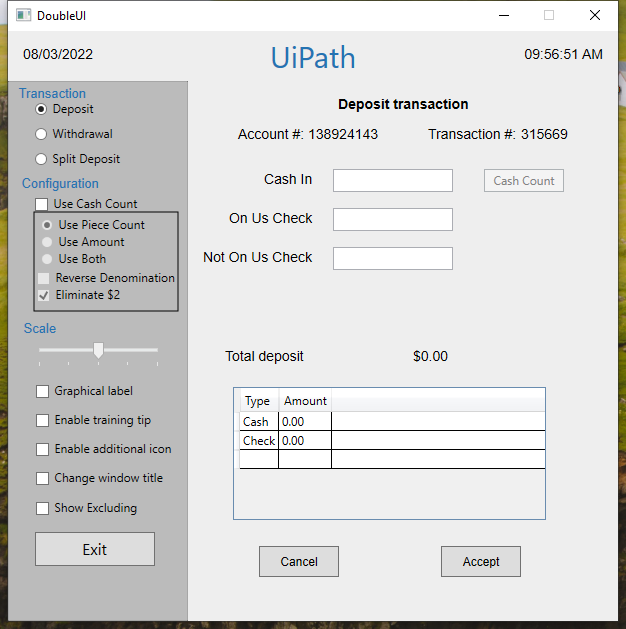 DoubleUI
08/03/2022
UiPath
09:56:51 AM
Transaction
Deposit
Withdrawal
Split Deposit
Configuration
Use Cash Count
Use Piece Count
Use Amount
Use Both
Reverse Denomination
Eliminate $2
Scale
Graphical label
Enable training tip
Enable additional icon
Change window title
Show Excluding
Exit
Deposit transaction
Account #: 138924143 Transaction #: 315669
Cash In
Cash Count
On Us Check
Not On Us Check
Total deposit $0.00
Type Amount
Cash 0.00
Check 0.00
Cancel Accept